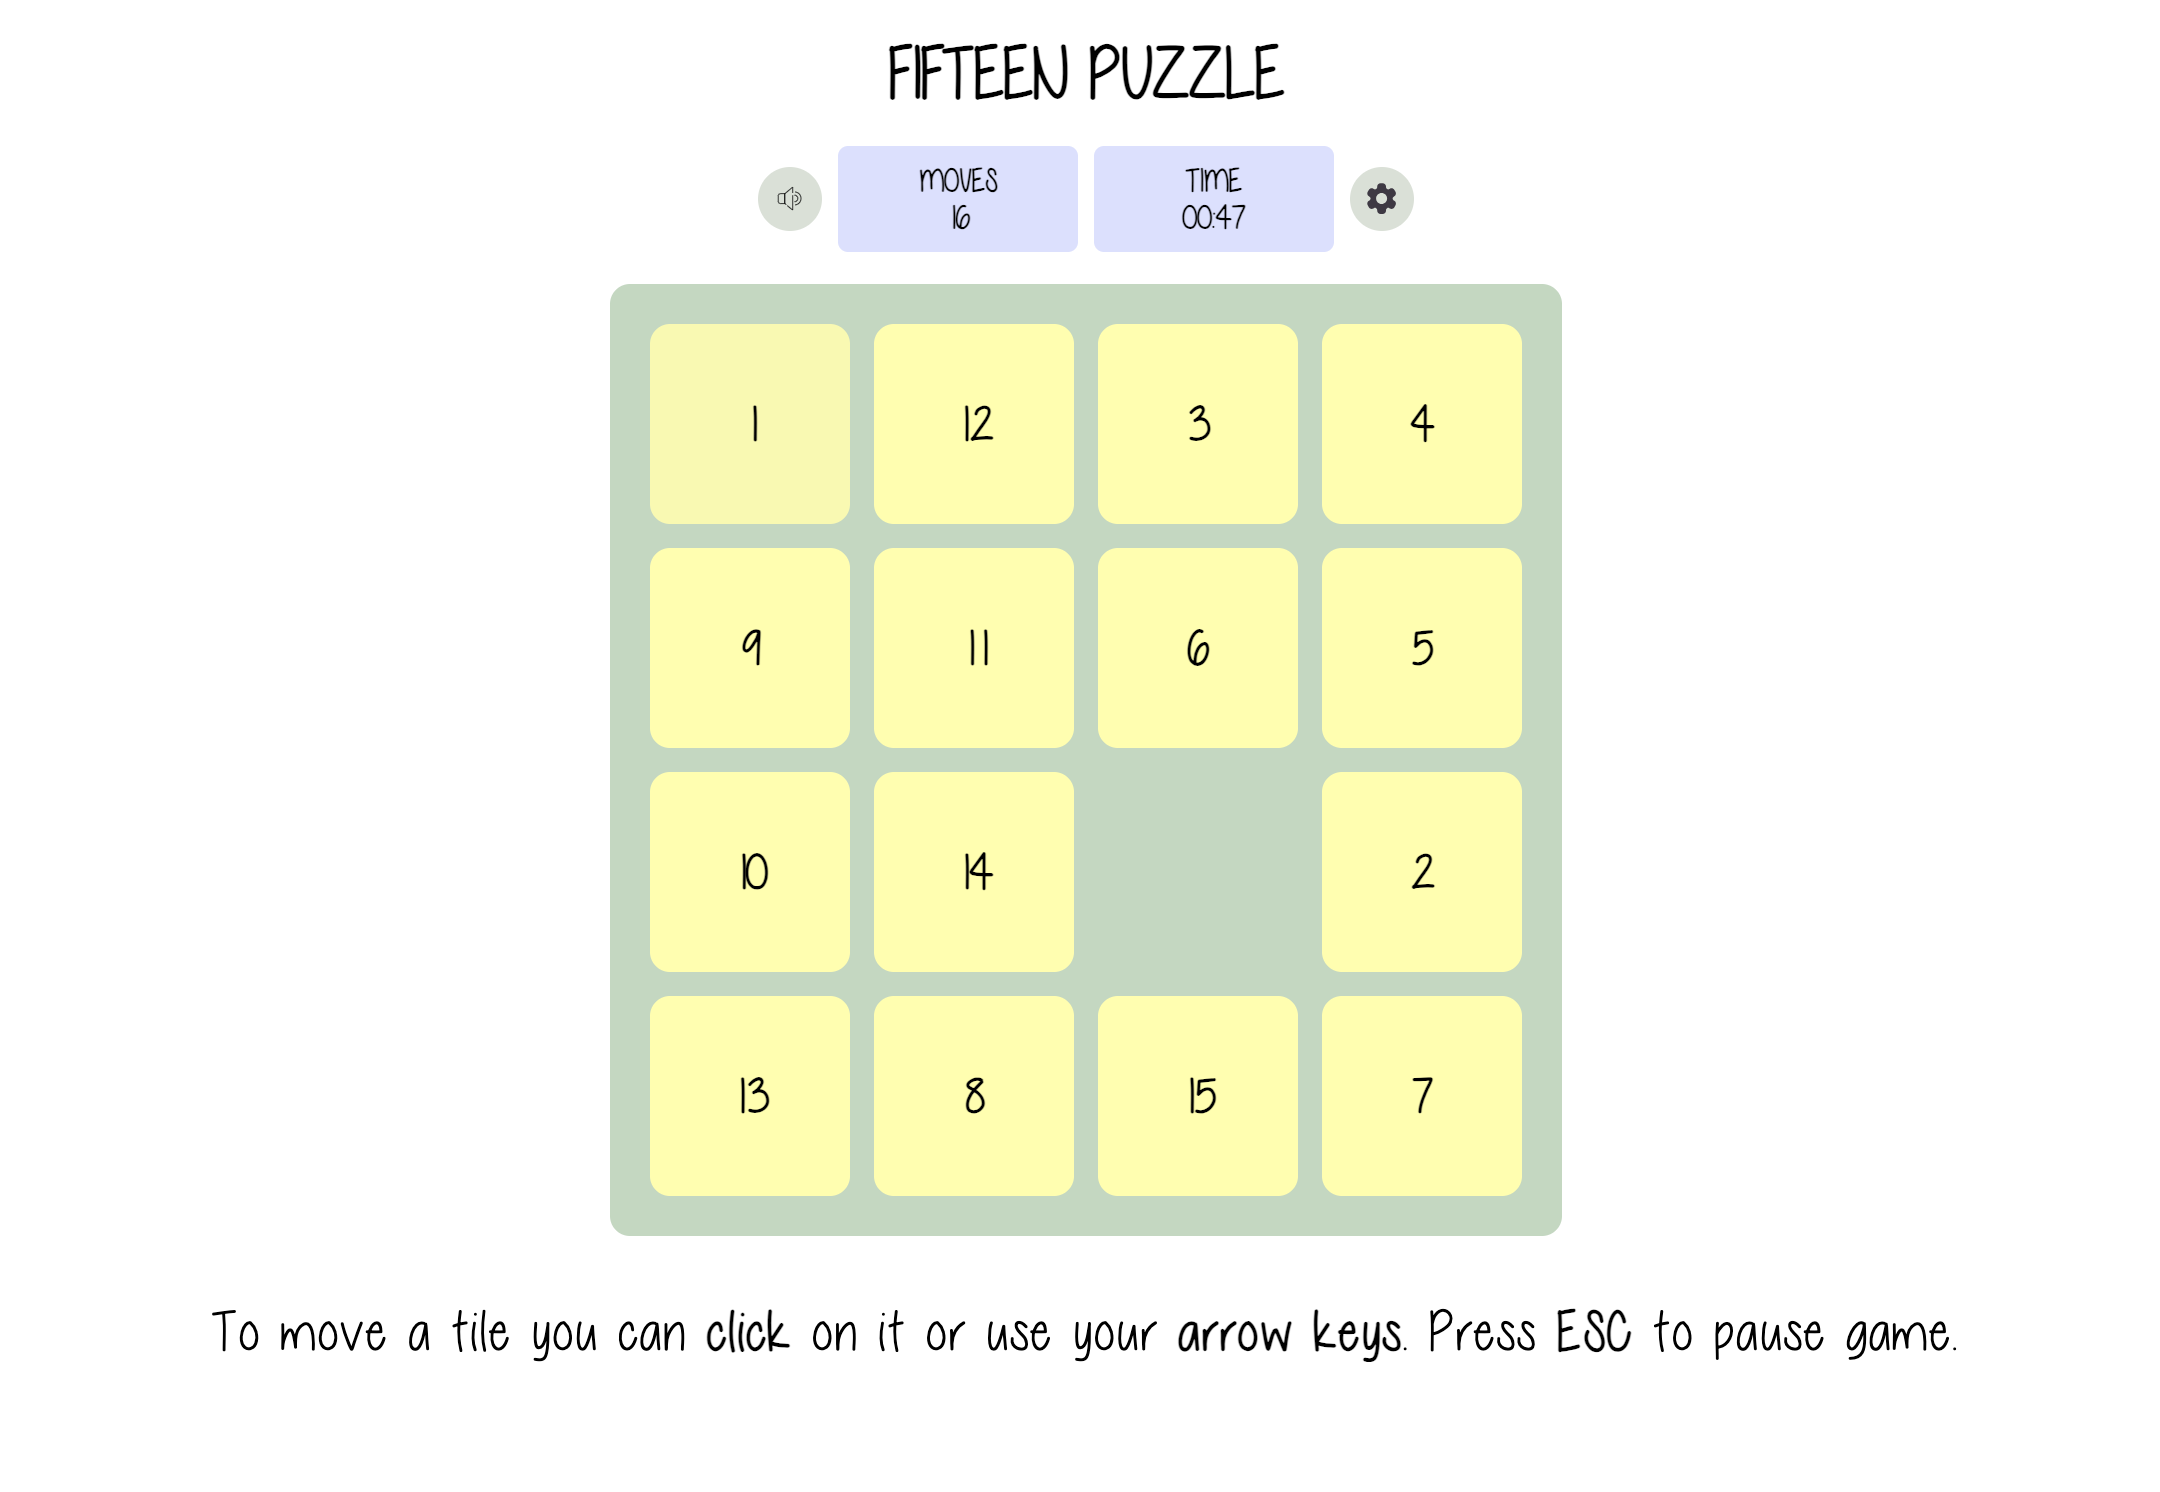 FIFTEEN PUZZLE
MOVES
16
TIME
00:47
1 12 3 4
9 11 6 5
10 14 2
13 8 15 7
To move a tile you can click on it or use your arrow keys. Press ESC to pause game.